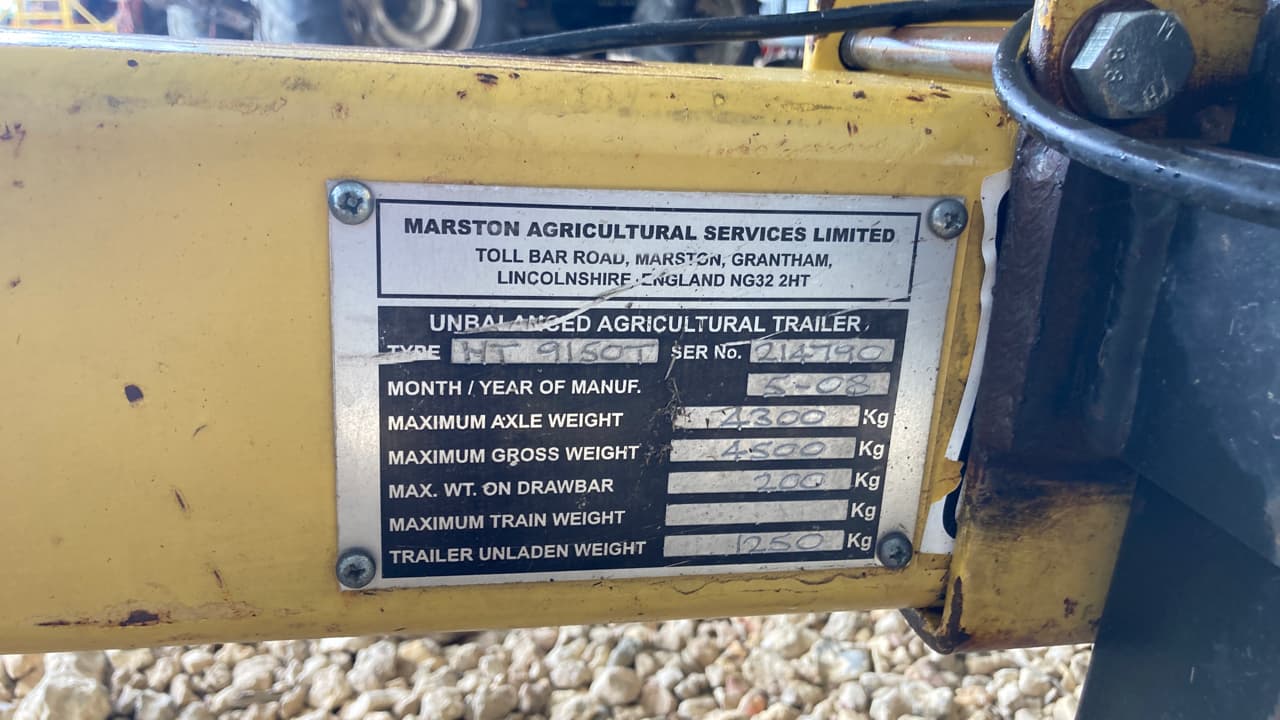 MARSTON AGRICULTURAL SERVICES LIMITED
TOLL BAR ROAD, MARSTON, GRANTHAM,
LINCOLNSHIRE ENGLAND NG32 2HT
UNBALANCED AGRICULTURAL TRAILER
TYPE HT 9150T SER No. 214790
MONTH / YEAR OF MANUF. 5-08
MAXIMUM AXLE WEIGHT 4300 Kg
MAXIMUM GROSS WEIGHT 4500 Kg
MAX. WT. ON DRAWBAR 200 Kg
MAXIMUM TRAIN WEIGHT Kg
TRAILER UNLADEN WEIGHT 1250 Kg
8.8